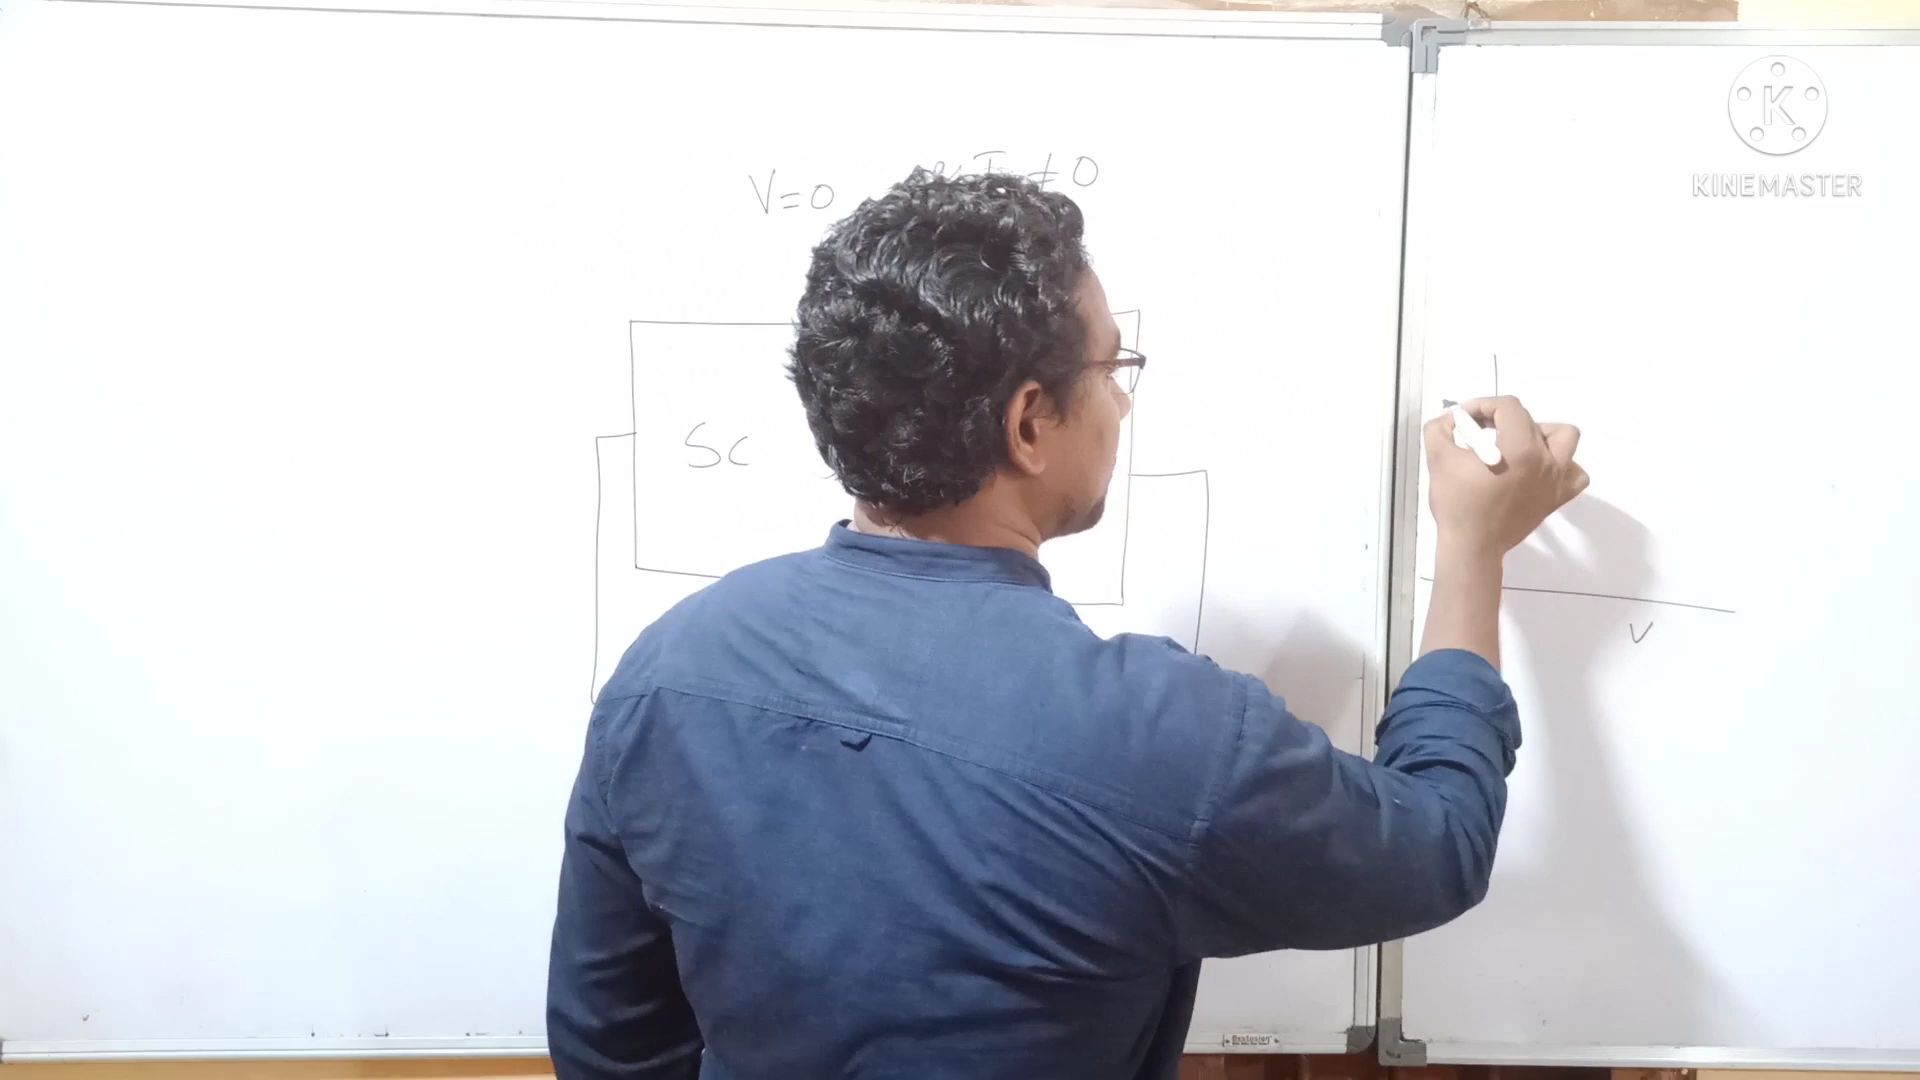 V=0 & I ≠ 0
Sc
V
K
KINEMASTER